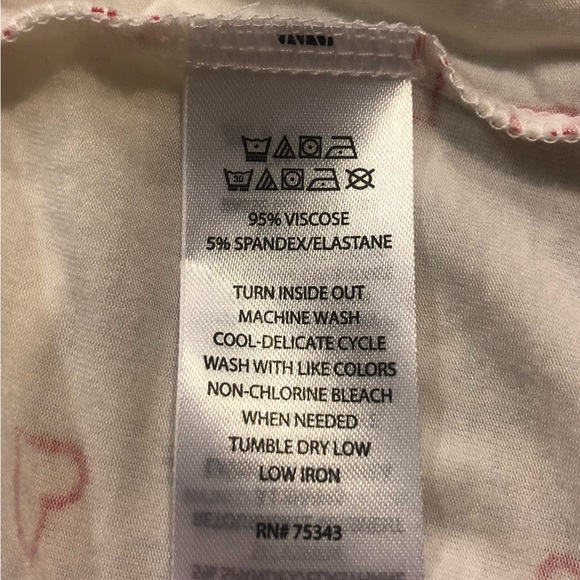 30
95% VISCOSE
5% SPANDEX/ELASTANE
TURN INSIDE OUT
MACHINE WASH
COOL-DELICATE CYCLE
WASH WITH LIKE COLORS
NON-CHLORINE BLEACH
WHEN NEEDED
TUMBLE DRY LOW
LOW IRON
RN# 75343